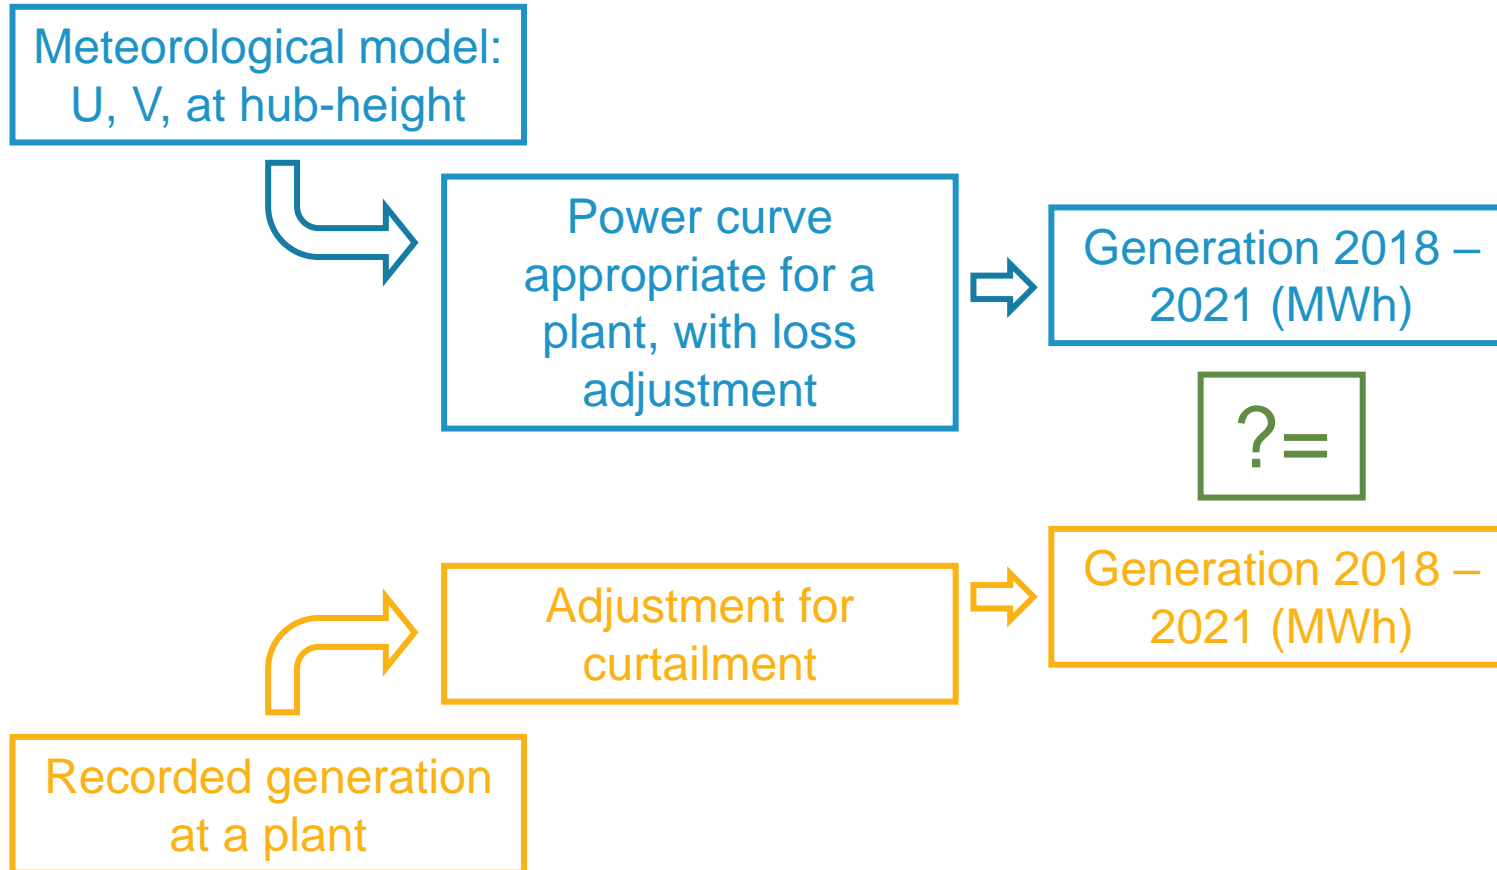 Meteorological model:
U, V, at hub-height
Power curve
appropriate for a
plant, with loss
adjustment
Generation 2018 –
2021 (MWh)
?=
Adjustment for
curtailment
Generation 2018 –
2021 (MWh)
Recorded generation
at a plant